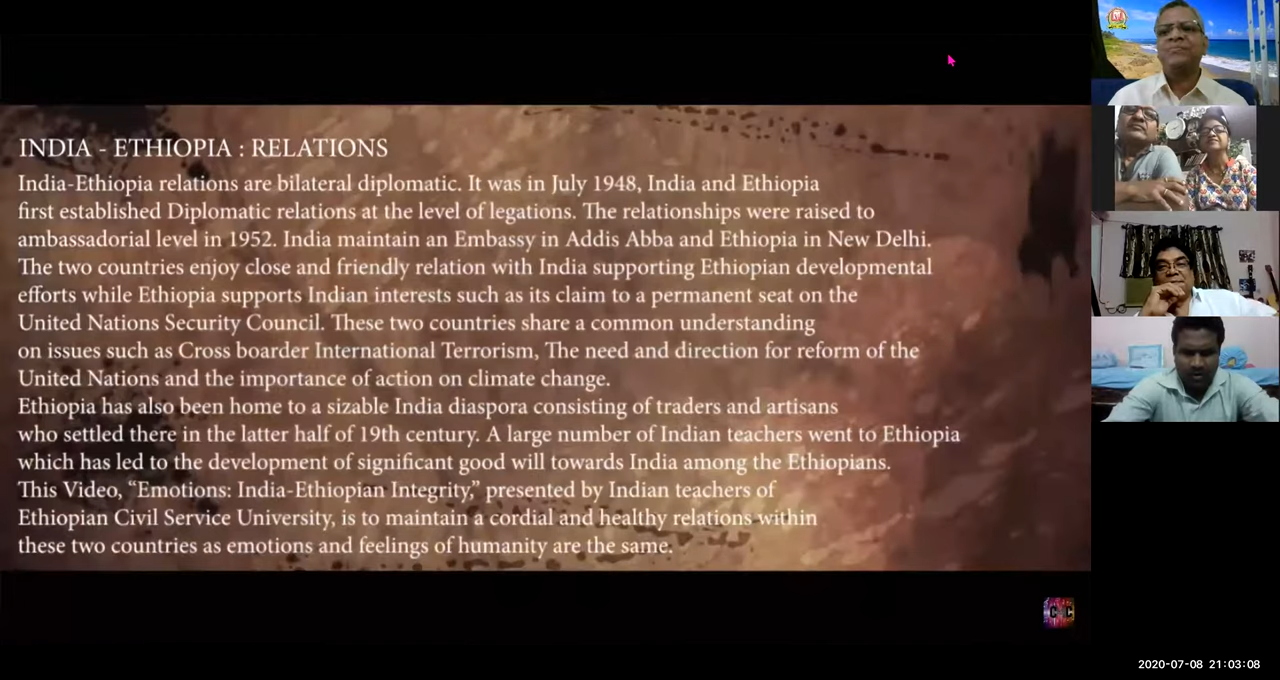 INDIA - ETHIOPIA : RELATIONS
India-Ethiopia relations are bilateral diplomatic. It was in July 1948, India and Ethiopia
first established Diplomatic relations at the level of legations. The relationships were raised to
ambassadorial level in 1952. India maintain an Embassy in Addis Abba and Ethiopia in New Delhi.
The two countries enjoy close and friendly relation with India supporting Ethiopian developmental
efforts while Ethiopia supports Indian interests such as its claim to a permanent seat on the
United Nations Security Council. These two countries share a common understanding
on issues such as Cross boarder International Terrorism, The need and direction for reform of the
United Nations and the importance of action on climate change.
Ethiopia has also been home to a sizable India diaspora consisting of traders and artisans
who settled there in the latter half of 19th century. A large number of Indian teachers went to Ethiopia
which has led to the development of significant good will towards India among the Ethiopians.
This Video, “Emotions: India-Ethiopian Integrity,” presented by Indian teachers of
Ethiopian Civil Service University, is to maintain a cordial and healthy relations within
these two countries as emotions and feelings of humanity are the same.
2020-07-08 21:03:08